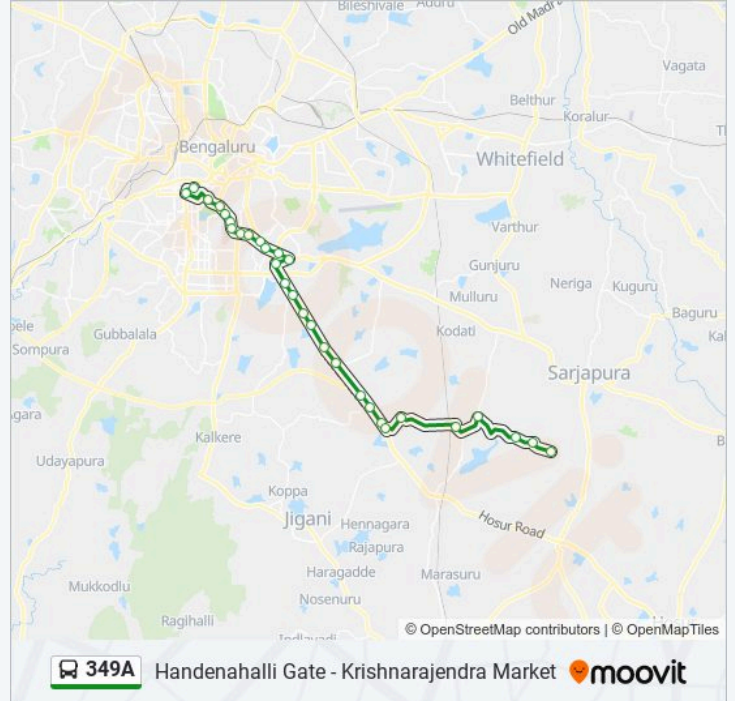 Bileshivale
Aduru
Old Madra
Vagata
Belthur
Koralur
Bengaluru
Whitefield
Varthur
Gunjuru
Neriga
Kuguru
Mulluru
Baguru
Kodati
Gubbalala
Sompura
Sarjapura
Kalkere
Udayapura
Koppa
Jigani
Hennagara
Hosur Road
Rajapura
Haragadde
Marasuru
Mukkodlu
Nosenuru
Ragihalli
Indlavadi
© OpenStreetMap contributors | © OpenMapTiles
349A Handenahalli Gate - Krishnarajendra Market moovit